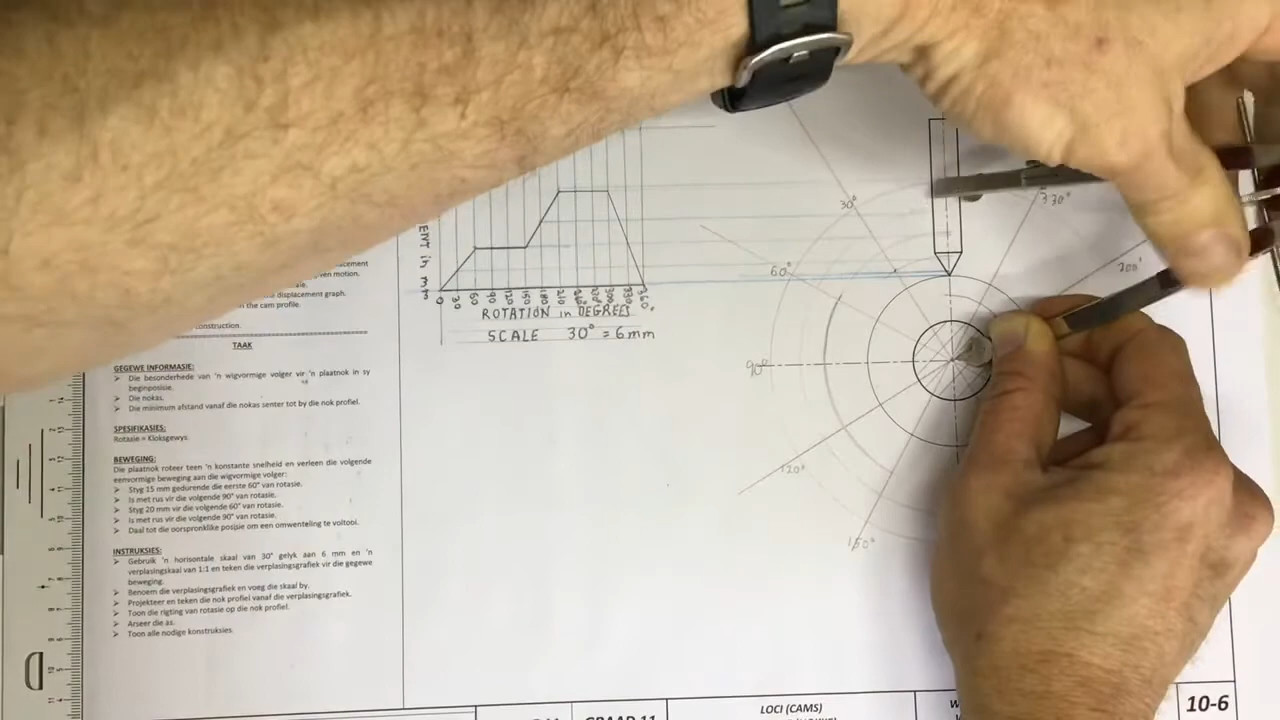 ENT in mm
0 30 60 90 120 150 180 210 300 330 360°
ROTATION in DEGREES
SCALE 30° = 6mm
30°
330°
60°
90°
120°
150°
ven motion.
displacement graph.
the cam profile.
construction.
TAAK
GEGEWE INFORMASIE:
➤ Die besonderhede van 'n wigvormige volger vir 'n plaatnok in sy
beginposisie.
➤ Die nokas.
➤ Die minimum afstand vanaf die nokas senter tot by die nok profiel.
SPESIFIKASIES:
Rotasie = Kloksgewys.
BEWEGING:
Die plaatnok roteer teen 'n konstante snelheid en verleen die volgende
eenvormige beweging aan die wigvormige volger:
➤ Styg 15 mm gedurende die eerste 60° van rotasie.
➤ Is met rus vir die volgende 90° van rotasie.
➤ Styg 20 mm vir die volgende 60° van rotasie.
➤ Is met rus vir die volgende 90° van rotasie.
➤ Daal tot die oorspronklike posisie om een omwenteling te voltooi.
INSTRUKSIES:
➤ Gebruik 'n horisontale skaal van 30° gelyk aan 6 mm en 'n
verplasingskaal van 1:1 en teken die verplasingsgrafiek vir die gegewe
beweging.
➤ Benoem die verplasingsgrafiek en voeg die skaal by.
➤ Projekteer en teken die nok profiel vanaf die verplasingsgrafiek.
➤ Toon die rigting van rotasie op die nok profiel.
➤ Arseer die as.
➤ Toon alle nodige konstruksies.
GRAAD 11
LOCI (CAMS)
10-6